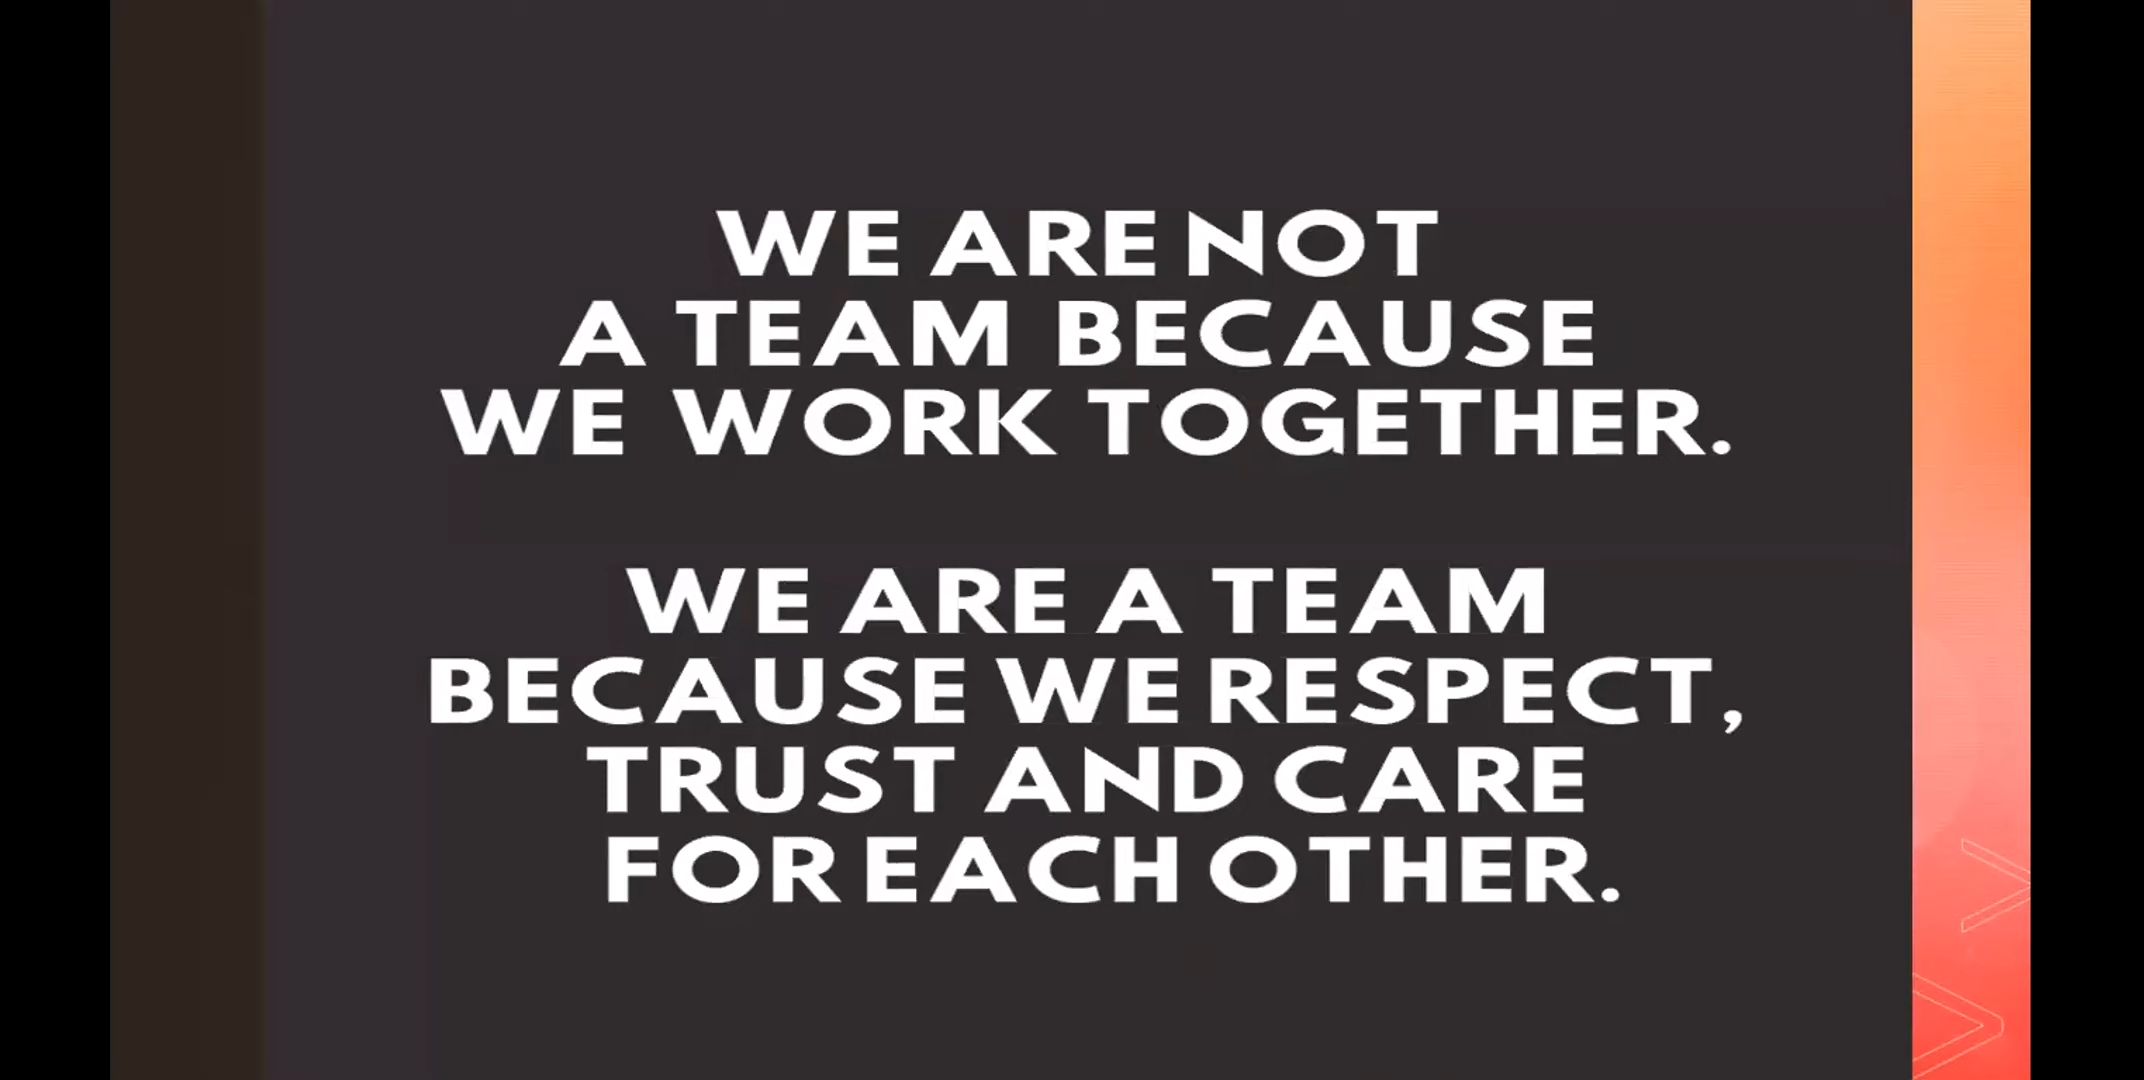 WE ARE NOT
A TEAM BECAUSE
WE WORK TOGETHER.
WE ARE A TEAM
BECAUSE WE RESPECT,
TRUST AND CARE
FOR EACH OTHER.